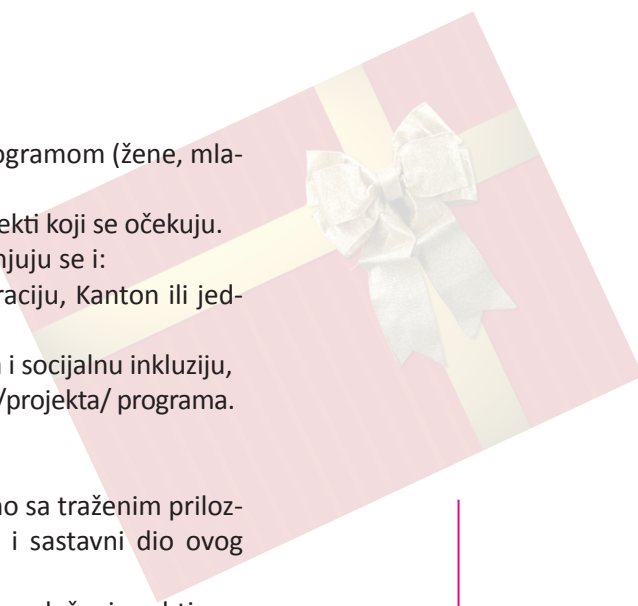 ogramom (žene, mla-
ekti koji se očekuju.
njuju se i:
raciju, Kanton ili jed-
i socijalnu inkluziju,
/projekta/ programa.
no sa traženim priloz-
i sastavni dio ovog